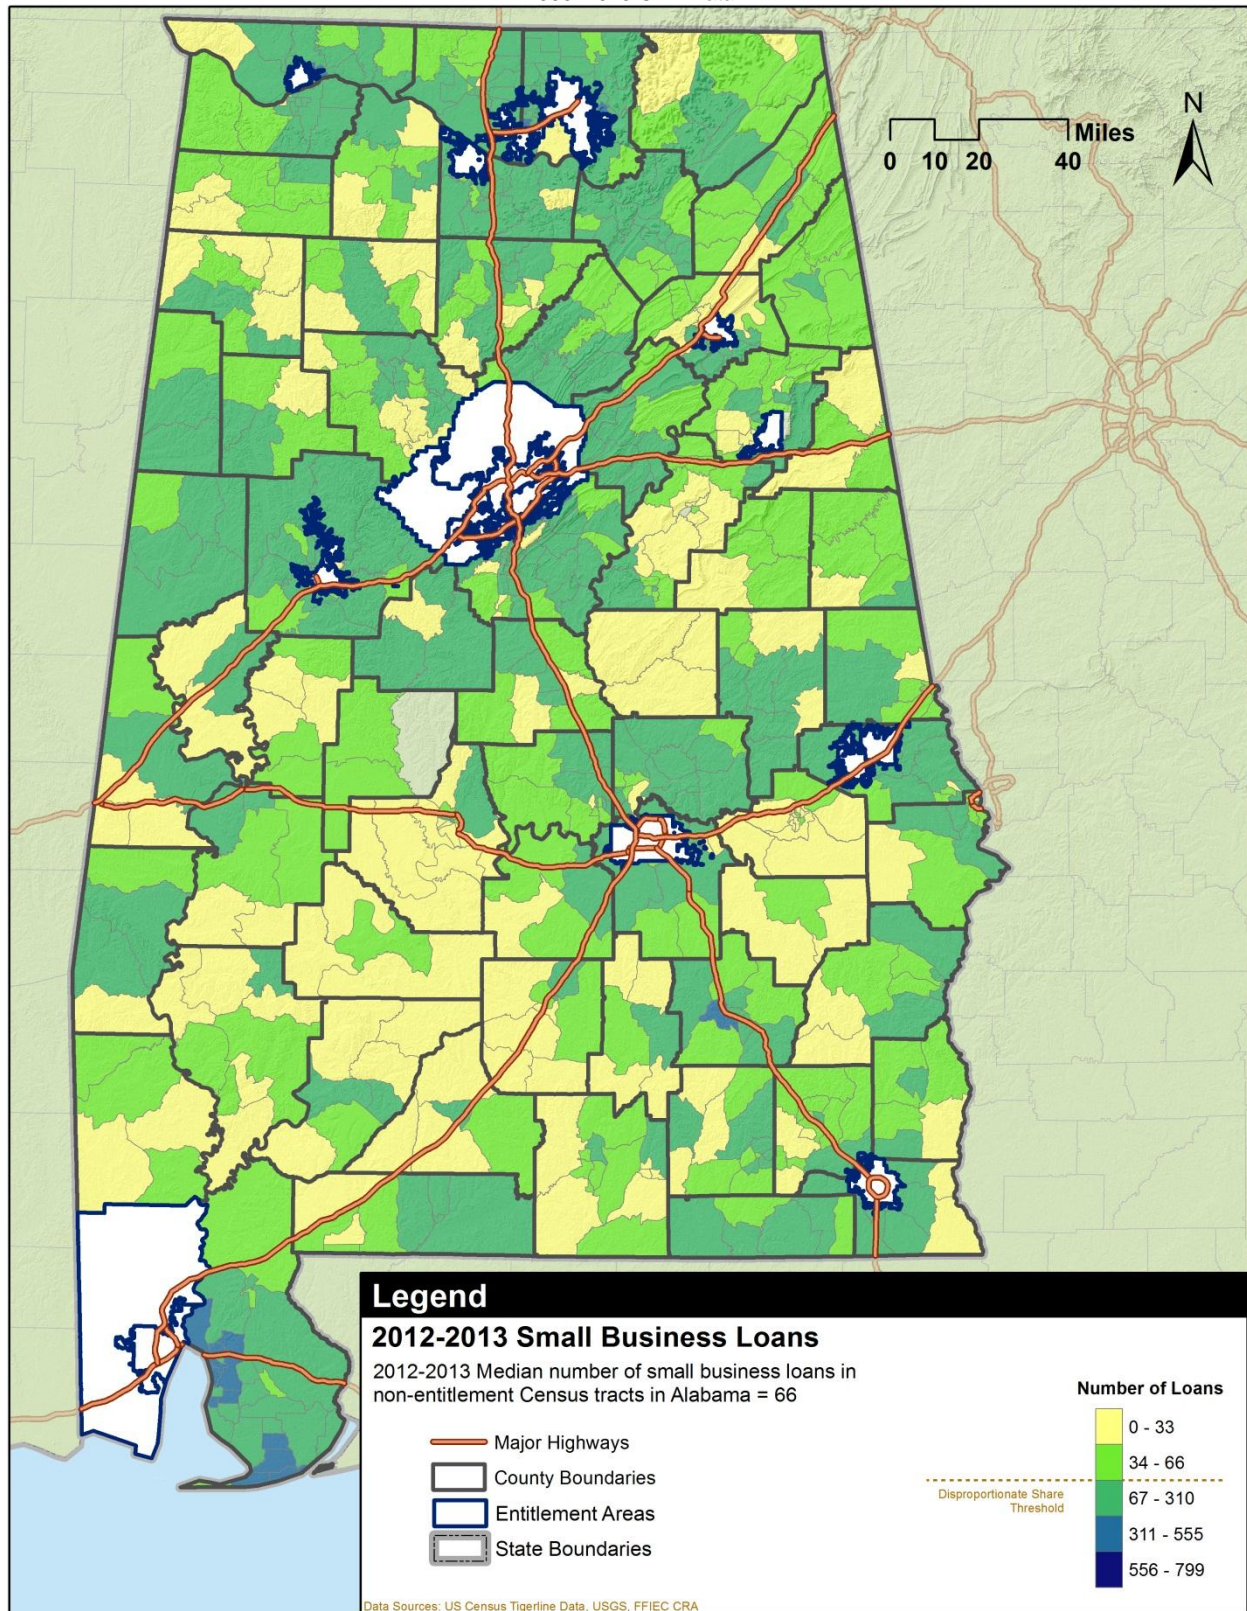 N
Miles
0 10 20 40
Legend
2012-2013 Small Business Loans
2012-2013 Median number of small business loans in
non-entitlement Census tracts in Alabama = 66
Major Highways
County Boundaries
Entitlement Areas
State Boundaries
Number of Loans
0 - 33
34 - 66
Disproportionate Share
Threshold
67 - 310
311 - 555
556 - 799
Data Sources: US Census Tigerline Data, USGS, FFIEC CRA